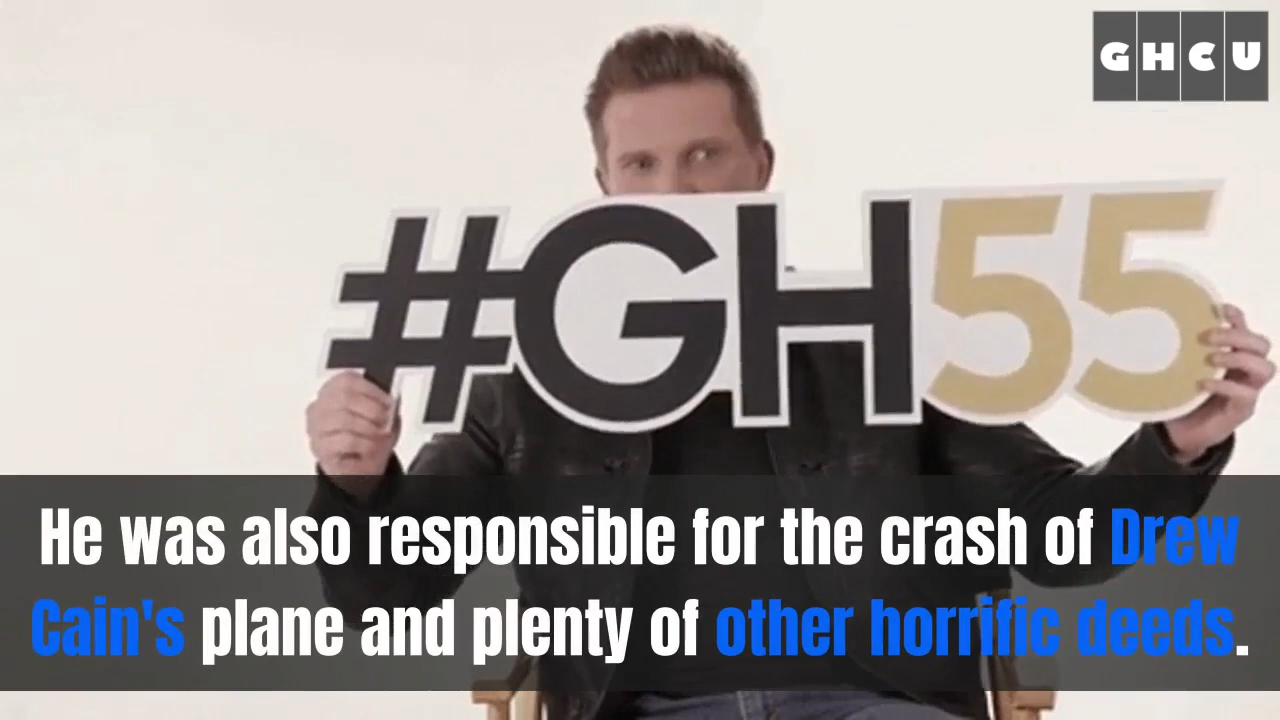 GHCU
#GH55
He was also responsible for the crash of Drew
Cain's plane and plenty of other horrific deeds.